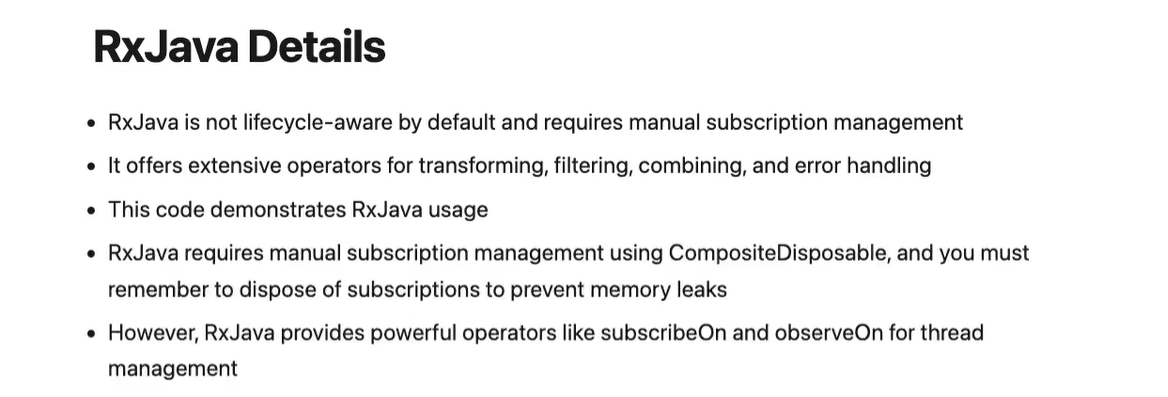 RxJava Details
• RxJava is not lifecycle-aware by default and requires manual subscription management
• It offers extensive operators for transforming, filtering, combining, and error handling
• This code demonstrates RxJava usage
• RxJava requires manual subscription management using CompositeDisposable, and you must
remember to dispose of subscriptions to prevent memory leaks
• However, RxJava provides powerful operators like subscribeOn and observeOn for thread
management